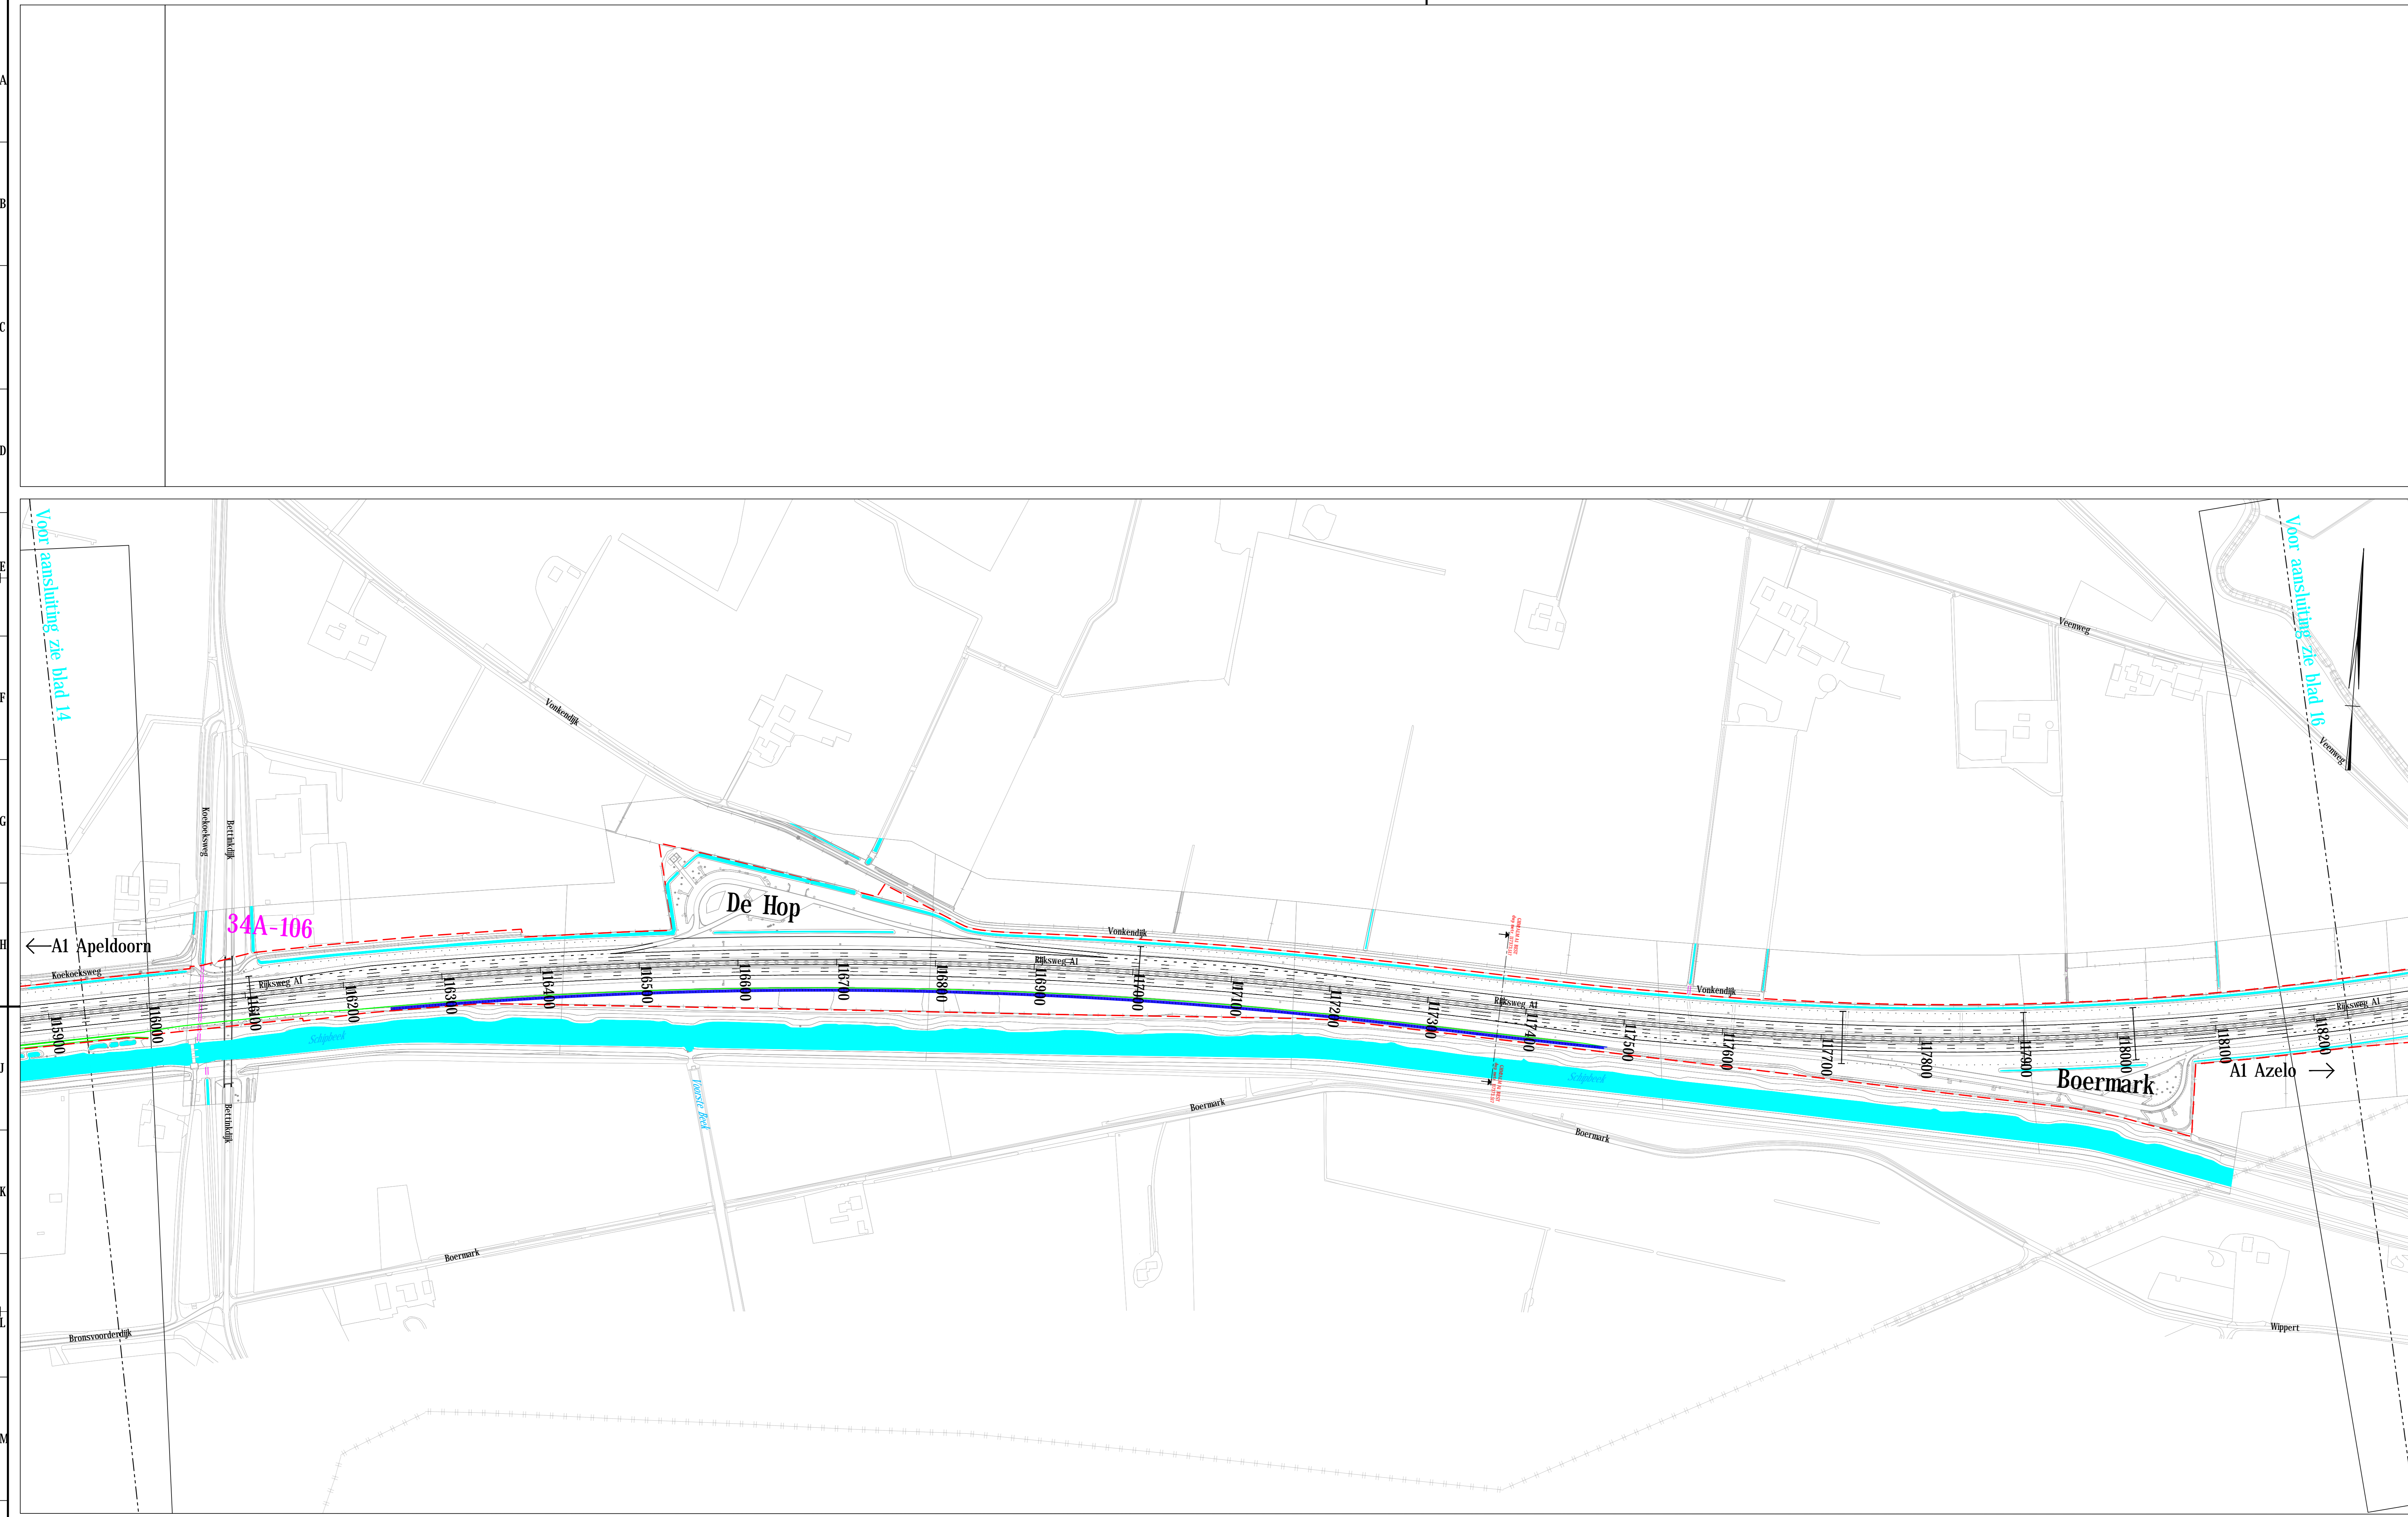 A
B
C
D
E
F
G
H
J
K
L
M
Voor aansluiting zie blad 14
Voor aansluiting zie blad 16
Veenweg
Veenweg
Vonkendijk
Koekoeksweg
Bettinkdijk
34A-106
De Hop
←A1 Apeldoorn
Koekoeksweg
Rijksweg A1
Vonkendijk
Rijksweg A1
Rijksweg A1
Vonkendijk
Rijksweg A1
115900
116000
116100
116200
116300
116400
116500
116600
116700
116800
116900
117000
117100
117200
117300
117400
117500
117600
117700
117800
117900
118000
118100
118200
Schipbeek
Schipbeek
Boermark
A1 Azelo →
Bettinkdijk
Boermark
Boermark
Boermark
Bronsvoorderdijk
Wippert